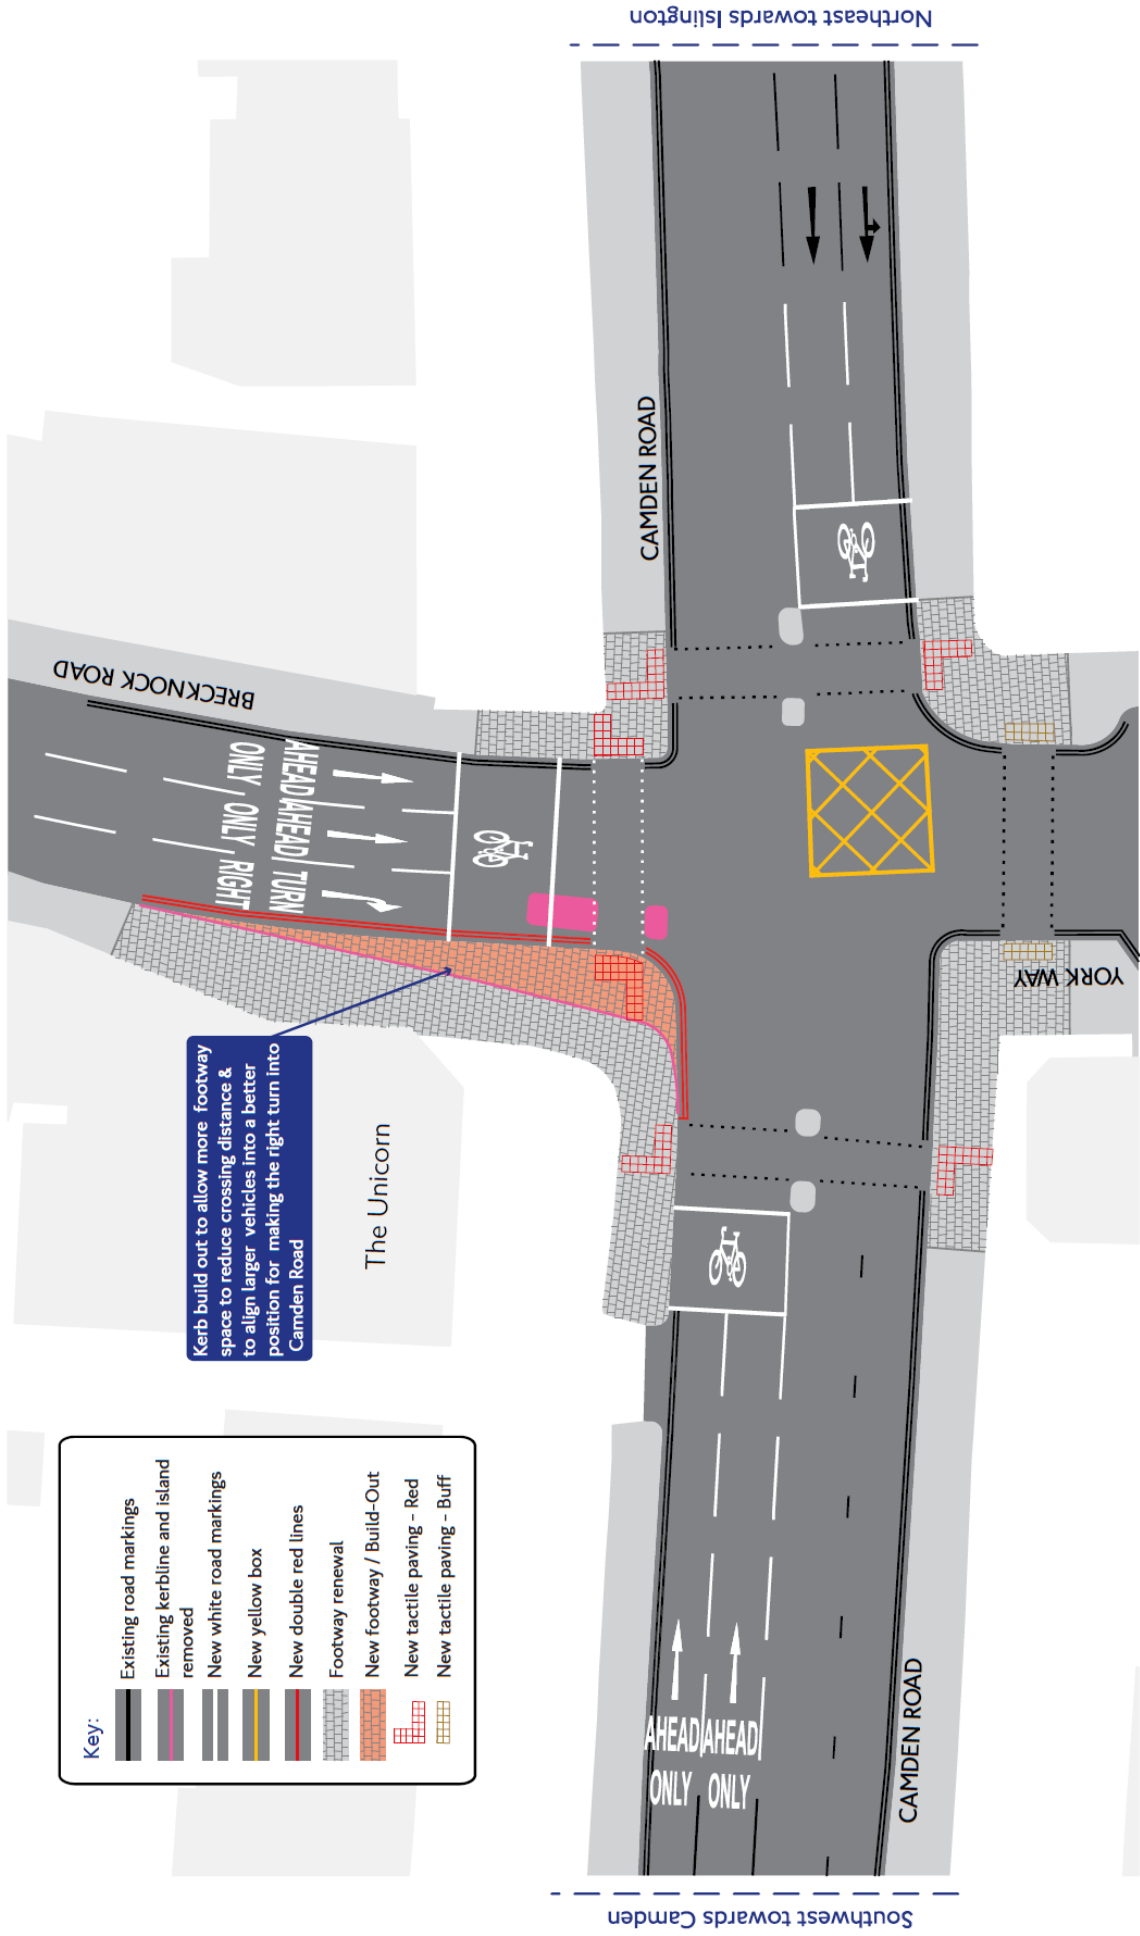 Northeast towards Islington
CAMDEN ROAD
BRECKNOCK ROAD
AHEAD AHEAD TURN
ONLY ONLY RIGHT
Kerb build out to allow more footway
space to reduce crossing distance &
to align larger vehicles into a better
position for making the right turn into
Camden Road
The Unicorn
YORK WAY
Key:
Existing road markings
Existing kerbline and island
removed
New white road markings
New yellow box
New double red lines
Footway renewal
New footway / Build-Out
New tactile paving - Red
New tactile paving - Buff
AHEAD AHEAD
ONLY ONLY
CAMDEN ROAD
Southwest towards Camden